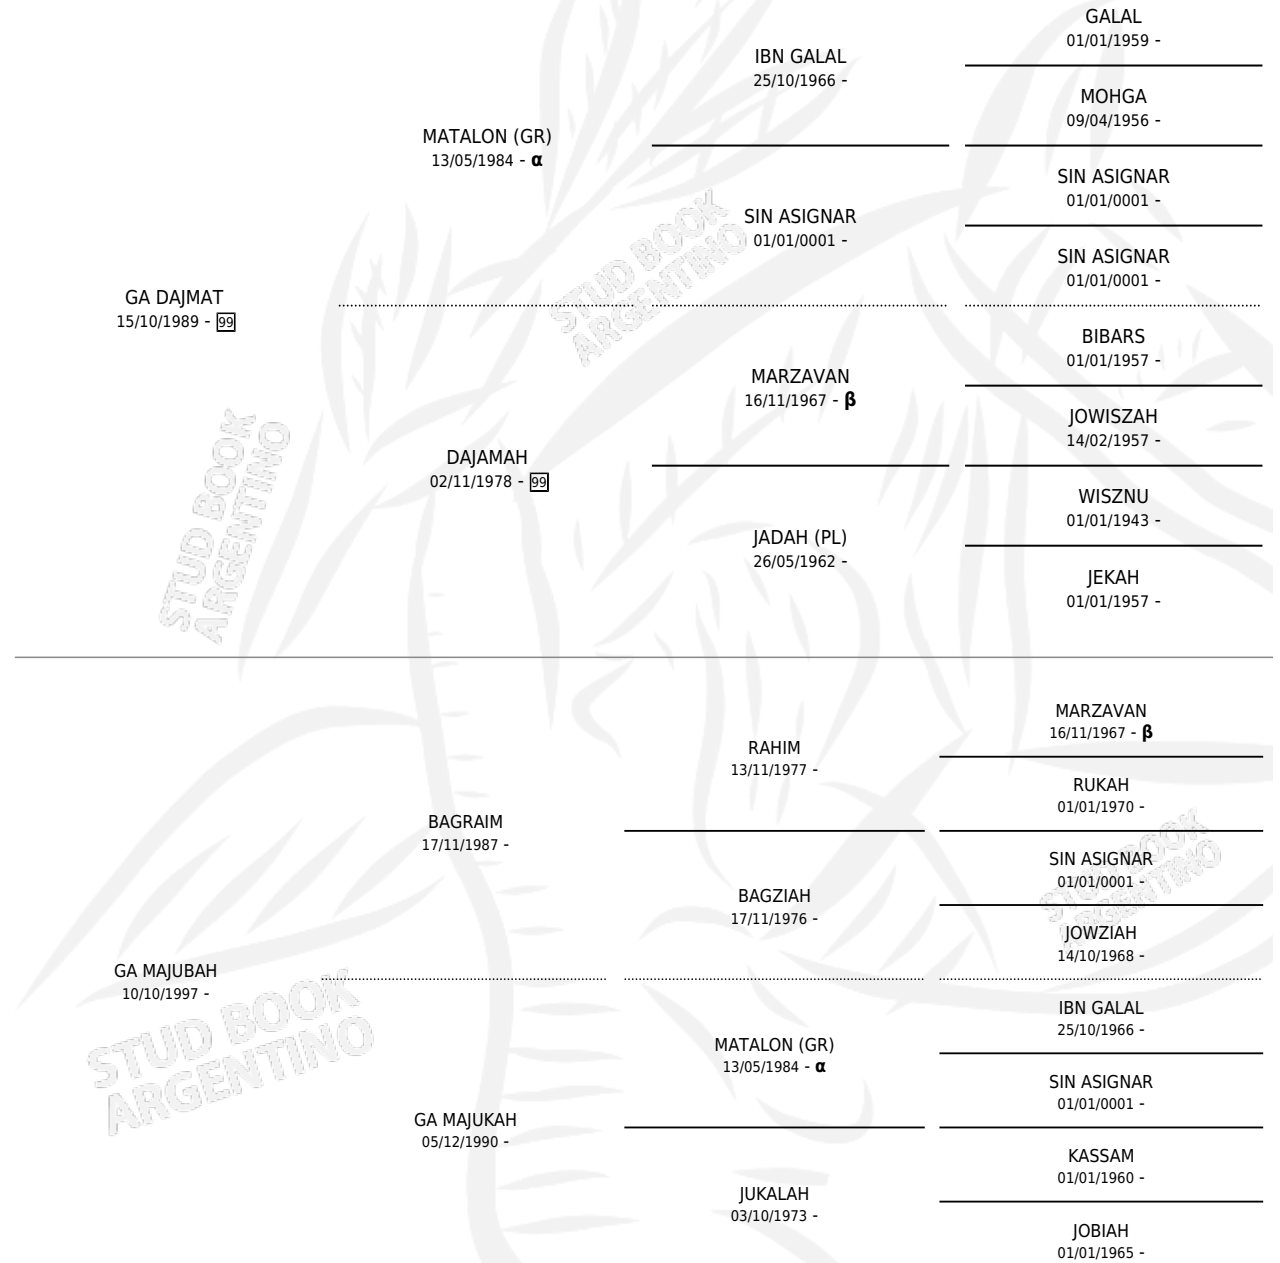 GALAL
01/01/1959 -
IBN GALAL
25/10/1966 -
MOHGA
09/04/1956 -
MATALON (GR)
13/05/1984 - α
SIN ASIGNAR
01/01/0001 -
SIN ASIGNAR
01/01/0001 -
SIN ASIGNAR
01/01/0001 -
GA DAJMAT
15/10/1989 - 99
BIBARS
01/01/1957 -
MARZAVAN
16/11/1967 - β
JOWISZAH
14/02/1957 -
DAJAMAH
02/11/1978 - 99
WISZNU
01/01/1943 -
JADAH (PL)
26/05/1962 -
JEKAH
01/01/1957 -
STUD BOOK
ARGENTINO
STUD BOOK
ARGENTINO
MARZAVAN
16/11/1967 - β
RAHIM
13/11/1977 -
RUKAH
01/01/1970 -
BAGRAIM
17/11/1987 -
SIN ASIGNAR
01/01/0001 -
BAGZIAH
17/11/1976 -
JOWZIAH
14/10/1968 -
GA MAJUBAH
10/10/1997 -
IBN GALAL
25/10/1966 -
MATALON (GR)
13/05/1984 - α
SIN ASIGNAR
01/01/0001 -
GA MAJUKAH
05/12/1990 -
KASSAM
01/01/1960 -
JUKALAH
03/10/1973 -
JOBIAH
01/01/1965 -
STUD BOOK
ARGENTINO
STUD BOOK
ARGENTINO